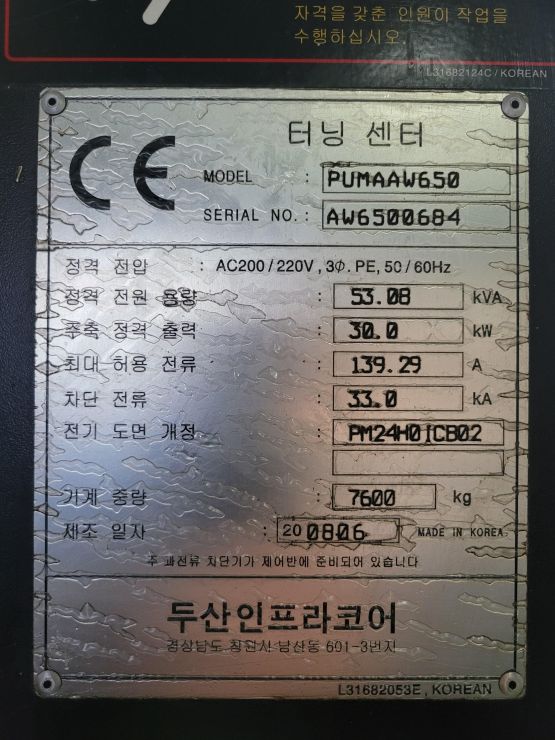 자격을 갖춘 인원이 작업을
수행하십시오.
L31682124C / KOREAN
CE
터닝 센터
MODEL : PUMAAW650
SERIAL NO. : AW6500684
정격 전압 : AC200 / 220V , 3Φ. PE, 50 / 60Hz
정격 전원 용량 : 53.08 kVA
주축 정격 출력 : 30.0 kW
최대 허용 전류 : 139.29 A
차단 전류 : 33.0 kA
전기 도면 개정 : PM24H0ICB02
기계 중량 : 7600 kg
제조 일자 : 20 0806 MADE IN KOREA
주 과전류 차단기가 제어반에 준비되어 있습니다
두산인프라코어
경상남도 창원시 남산동 601-3번지
L31682053E , KOREAN